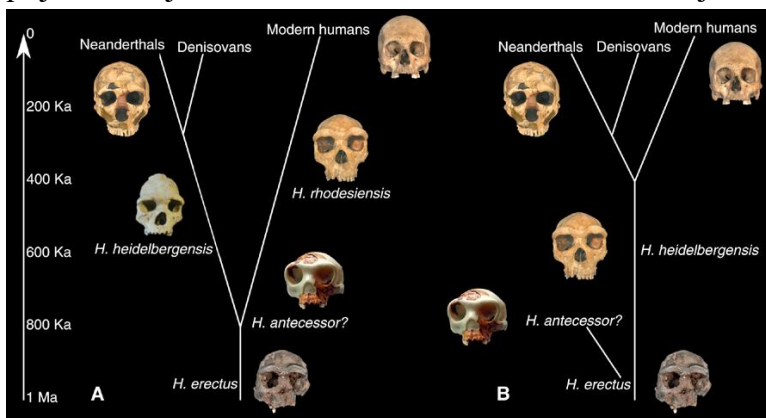 0
Neanderthals
Denisovans
Modern humans
200 Ka
400 Ka
H. rhodesiensis
H. heidelbergensis
600 Ka
800 Ka
H. antecessor?
H. erectus
1 Ma
A
Modern humans
Neanderthals
Denisovans
H. heidelbergensis
H. antecessor?
H. erectus
B